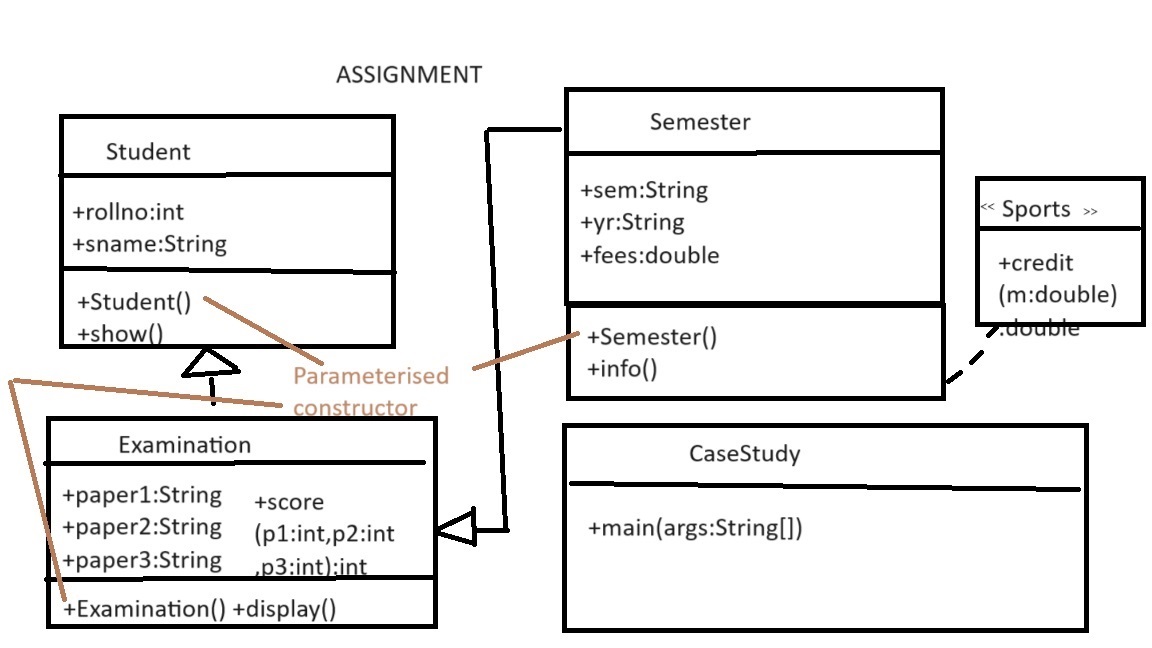 ASSIGNMENT
Student
+rollno:int
+sname:String
+Student()
+show()
Semester
+sem:String
+yr:String
+fees:double
+Semester()
+info()
<< Sports >>
+credit
(m:double)
:double
Parameterised
constructor
Examination
+paper1:String
+paper2:String
+paper3:String
+score
(p1:int,p2:int
,p3:int):int
+Examination() +display()
CaseStudy
+main(args:String[])